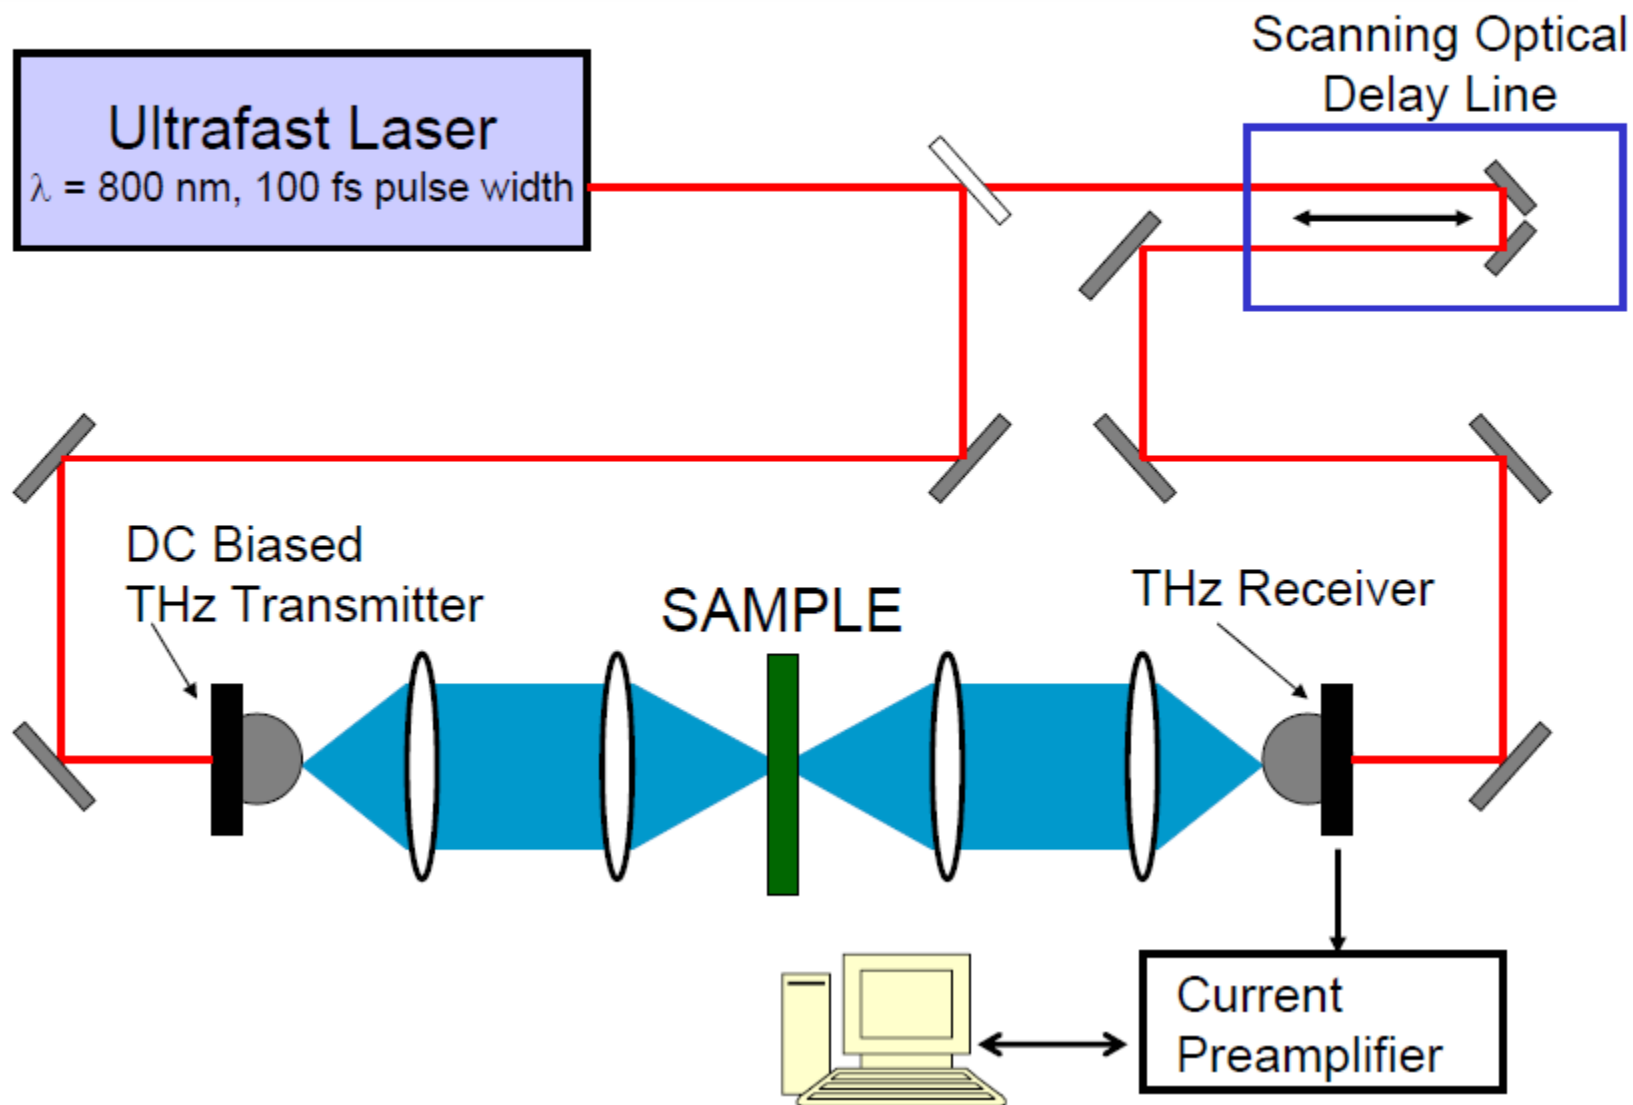 Scanning Optical
Delay Line
Ultrafast Laser
λ = 800 nm, 100 fs pulse width
DC Biased
THz Transmitter
SAMPLE
THz Receiver
Current
Preamplifier